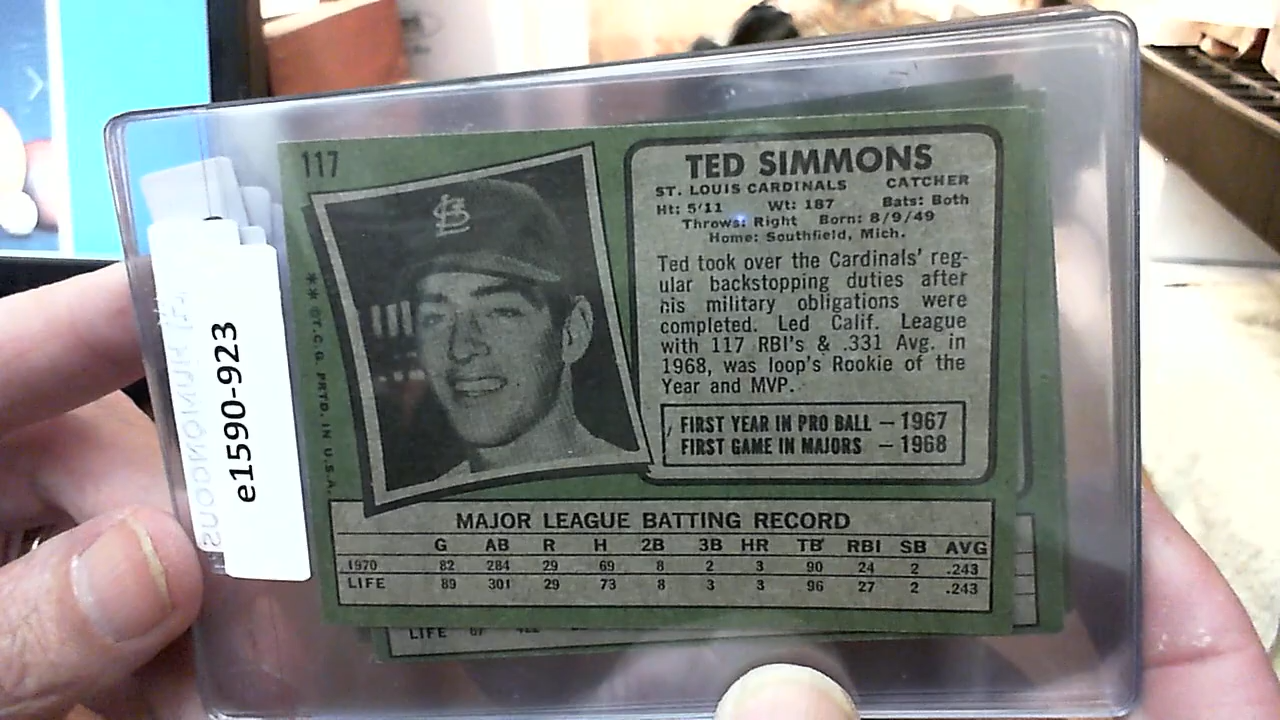 117
TED SIMMONS
ST. LOUIS CARDINALS CATCHER
Ht: 5'11 Wt: 187 Bats: Both
Throws: Right Born: 8/9/49
Home: Southfield, Mich.
Ted took over the Cardinals' reg-
ular backstopping duties after
his military obligations were
completed. Led Calif. League
with 117 RBI's & .331 Avg. in
1968, was loop's Rookie of the
Year and MVP.
FIRST YEAR IN PRO BALL – 1967
FIRST GAME IN MAJORS – 1968
** ©T.C.G. PRTD. IN U.S.A.
e1590-923
MAJOR LEAGUE BATTING RECORD
G AB R H 2B 3B HR TB RBI SB AVG
1970 82 284 29 69 8 2 3 90 24 2 .243
LIFE 89 301 29 73 8 3 3 96 27 2 .243
LIFE